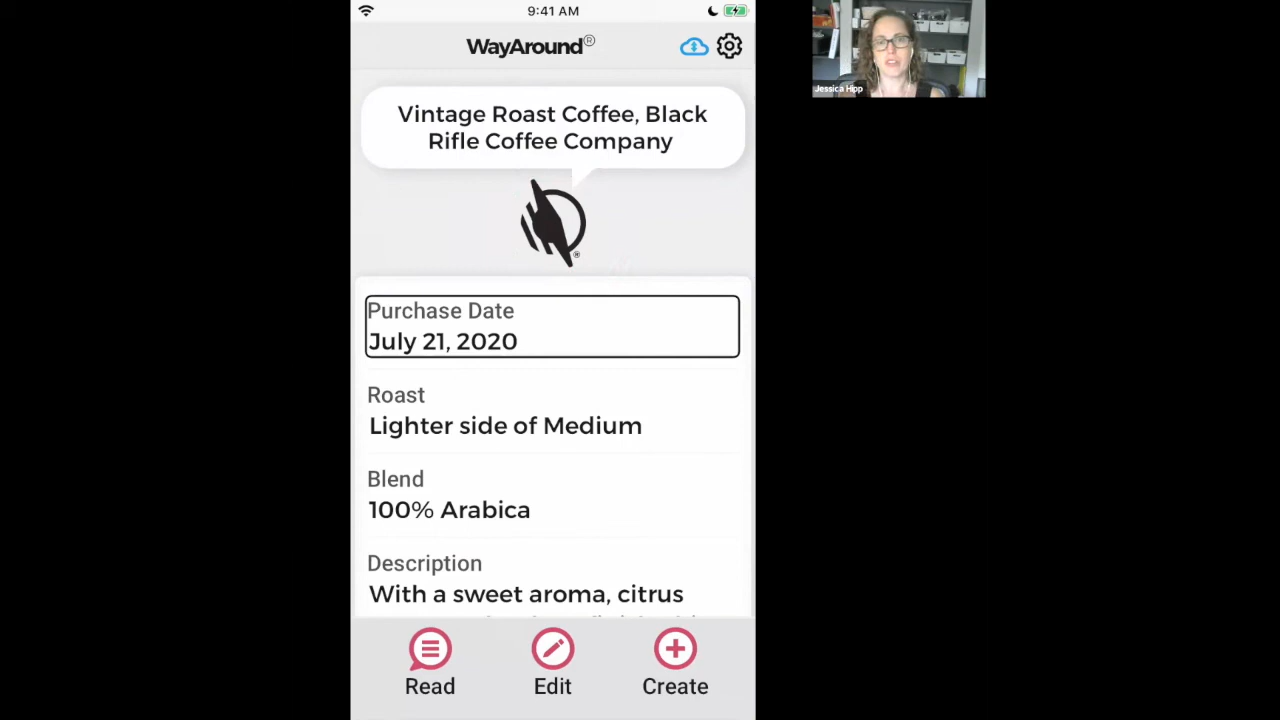 9:41 AM
WayAround®
Jessica Hipp
Vintage Roast Coffee, Black
Rifle Coffee Company
®
Purchase Date
July 21, 2020
Roast
Lighter side of Medium
Blend
100% Arabica
Description
With a sweet aroma, citrus
Read
Edit
Create